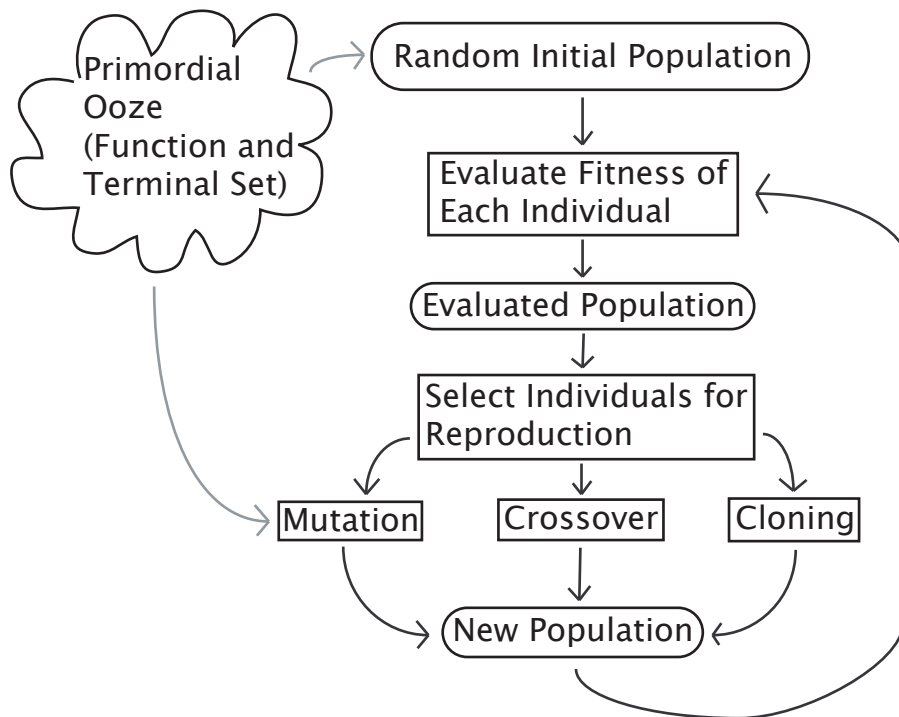 Primordial
Ooze
(Function and
Terminal Set)
Random Initial Population
Evaluate Fitness of
Each Individual
Evaluated Population
Select Individuals for
Reproduction
Mutation
Crossover
Cloning
New Population